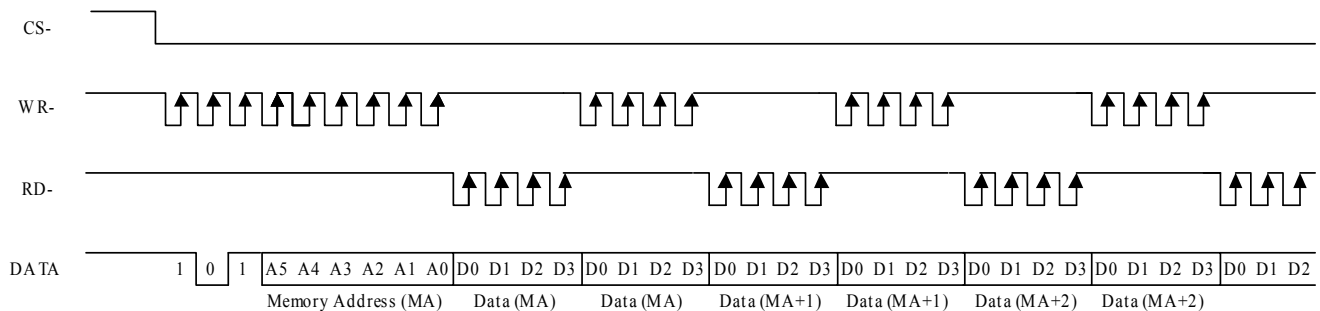 CS-
WR-
RD-
DATA 1 0 1 A5 A4 A3 A2 A1 A0 D0 D1 D2 D3 D0 D1 D2 D3 D0 D1 D2 D3 D0 D1 D2 D3 D0 D1 D2 D3 D0 D1 D2 D3 D0 D1 D2
Memory Address (MA) Data (MA) Data (MA) Data (MA+1) Data (MA+1) Data (MA+2) Data (MA+2)